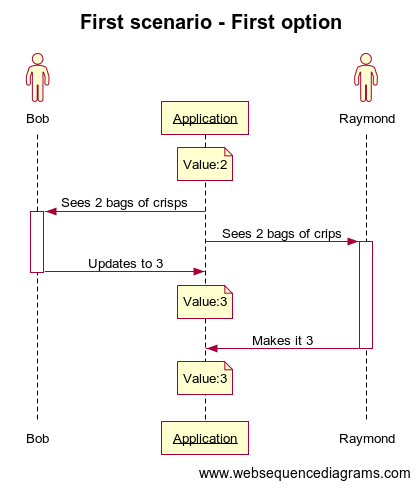 First scenario - First option
Bob
Application
Raymond
Value:2
Sees 2 bags of crisps
Sees 2 bags of crips
Updates to 3
Value:3
Makes it 3
Value:3
Bob
Application
Raymond
www.websequencediagrams.com